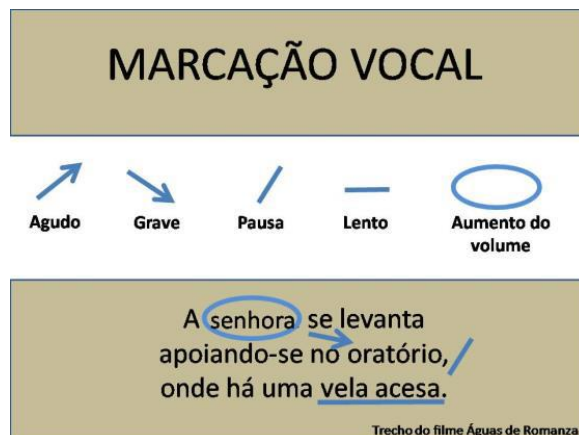 MARCAÇÃO VOCAL
Agudo Grave Pausa Lento Aumento do
volume
A senhora se levanta
apoiando-se no oratório,
onde há uma vela acesa.
Trecho do filme Águas de Romanza